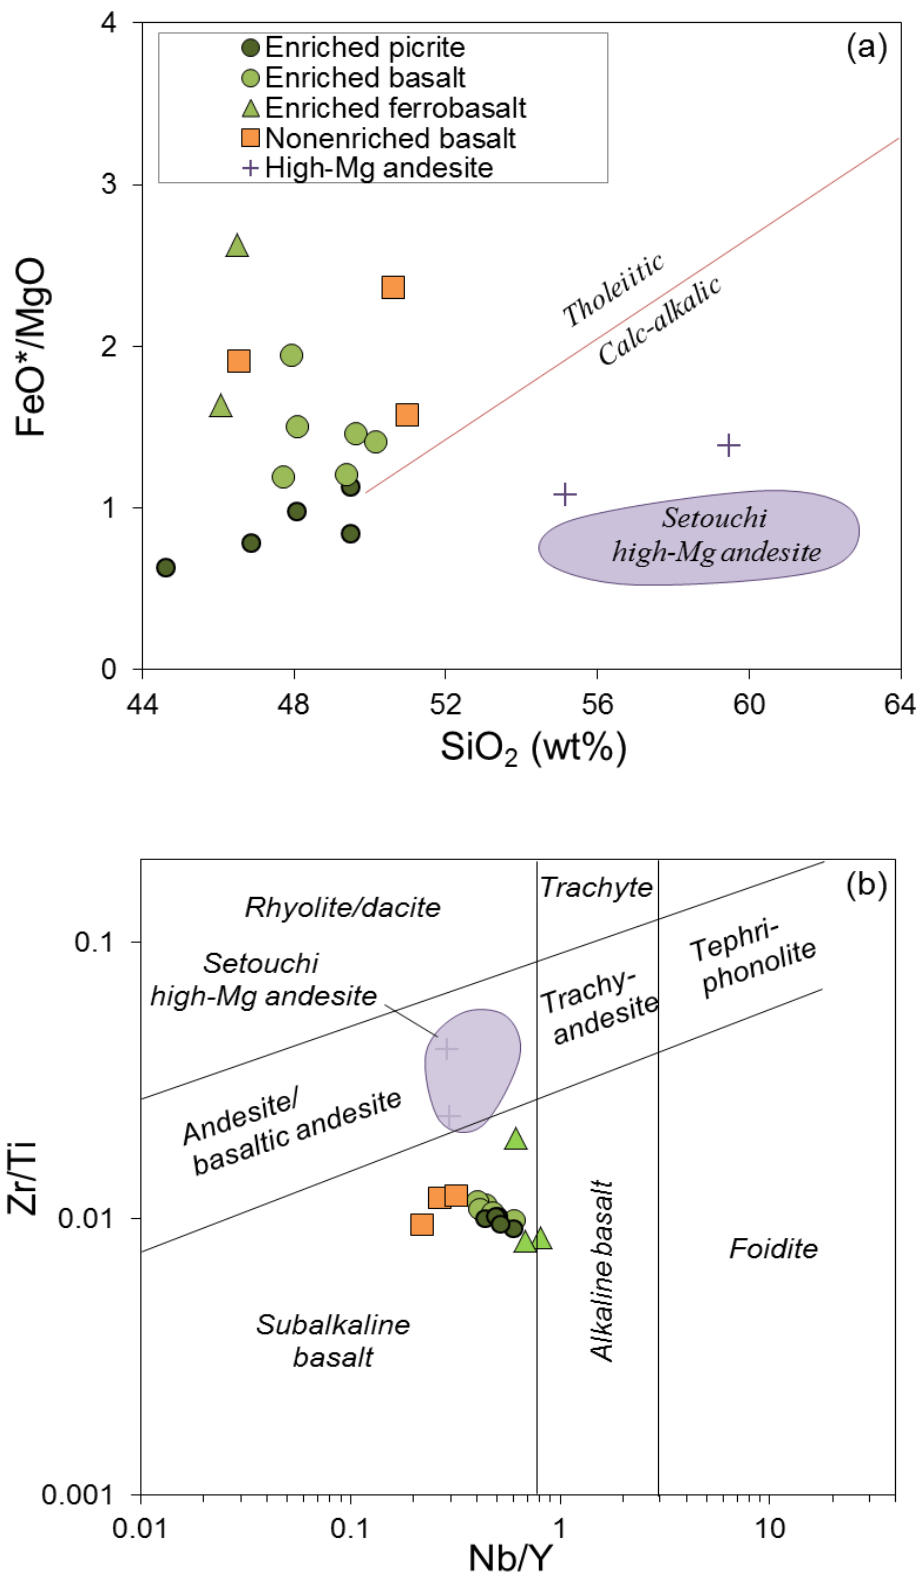 4
(a)
Enriched picrite
Enriched basalt
Enriched ferrobasalt
Nonenriched basalt
High-Mg andesite
3
Tholeiitic
Calc-alkalic
FeO*/MgO
2
1
Setouchi
high-Mg andesite
0
44
48
52
56
60
64
SiO₂ (wt%)
(b)
Rhyolite/dacite
Trachyte
0.1
Setouchi
high-Mg andesite
Tephri-
phonolite
Trachy-
andesite
Andesite/
basaltic andesite
Zr/Ti
0.01
Subalkaline
basalt
Alkaline basalt
Foidite
0.001
0.01
0.1
1
10
Nb/Y